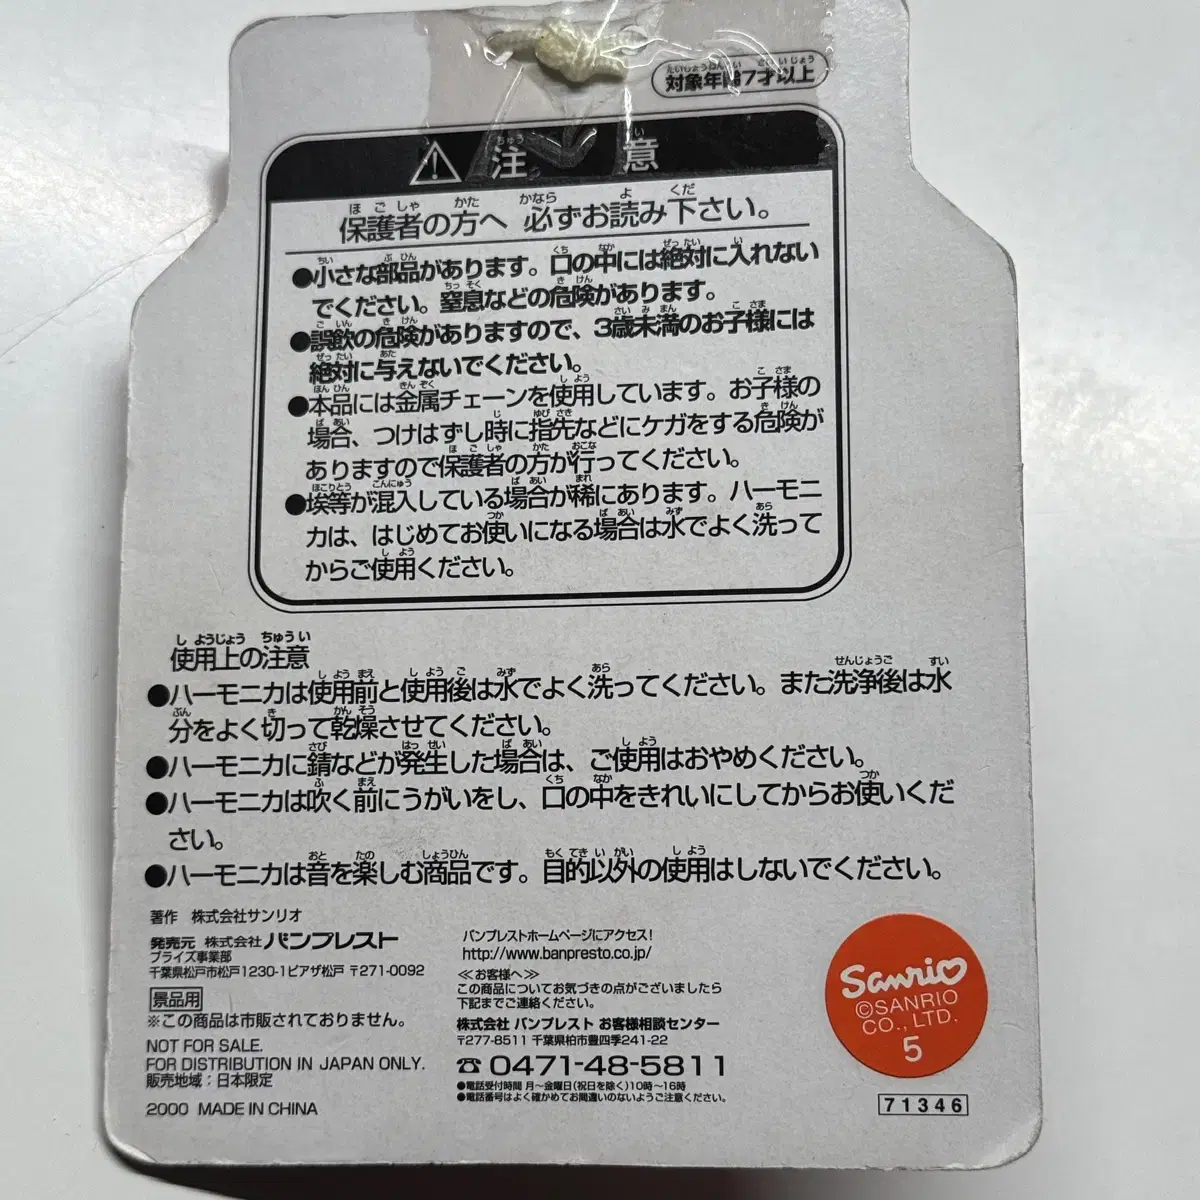 対象年齢7才以上
注意
保護者の方へ 必ずお読み下さい。
●小さな部品があります。口の中には絶対に入れない
でください。窒息などの危険があります。
●誤飲の危険がありますので、3歳未満のお子様には
絶対に与えないでください。
●本品には金属チェーンを使用しています。お子様の
場合、つけはずし時に指先などにケガをする危険が
ありますので保護者の方が行ってください。
●埃等が混入している場合が稀にあります。ハーモニ
カは、はじめてお使いになる場合は水でよく洗って
からご使用ください。
使用上の注意
●ハーモニカは使用前と使用後は水でよく洗ってください。また洗浄後は水
分をよく切って乾燥させてください。
●ハーモニカに錆などが発生した場合は、ご使用はおやめください。
●ハーモニカは吹く前にうがいをし、口の中をきれいにしてからお使いくだ
さい。
●ハーモニカは音を楽しむ商品です。目的以外の使用はしないでください。
著作 株式会社サンリオ
発売元 株式会社 バンプレスト
プライズ事業部
千葉県松戸市松戸1230-1ピアザ松戸 〒271-0092
景品用
※この商品は市販されておりません。
NOT FOR SALE.
FOR DISTRIBUTION IN JAPAN ONLY.
販売地域:日本限定
2000 MADE IN CHINA
バンプレストホームページにアクセス!
http://www.banpresto.co.jp/
≪お客様へ≫
この商品についてお気づきの点がございましたら
下記までご連絡ください。
株式会社 バンプレスト お客様相談センター
〒277-8511 千葉県柏市豊四季241-22
☎ 0471-48-5811
●電話受付時間 月~金曜日(祝日を除く)10時~16時
●電話番号はよく確かめてお間違いのないようご注意ください。
Sanrio
©SANRIO
CO., LTD.
5
71346